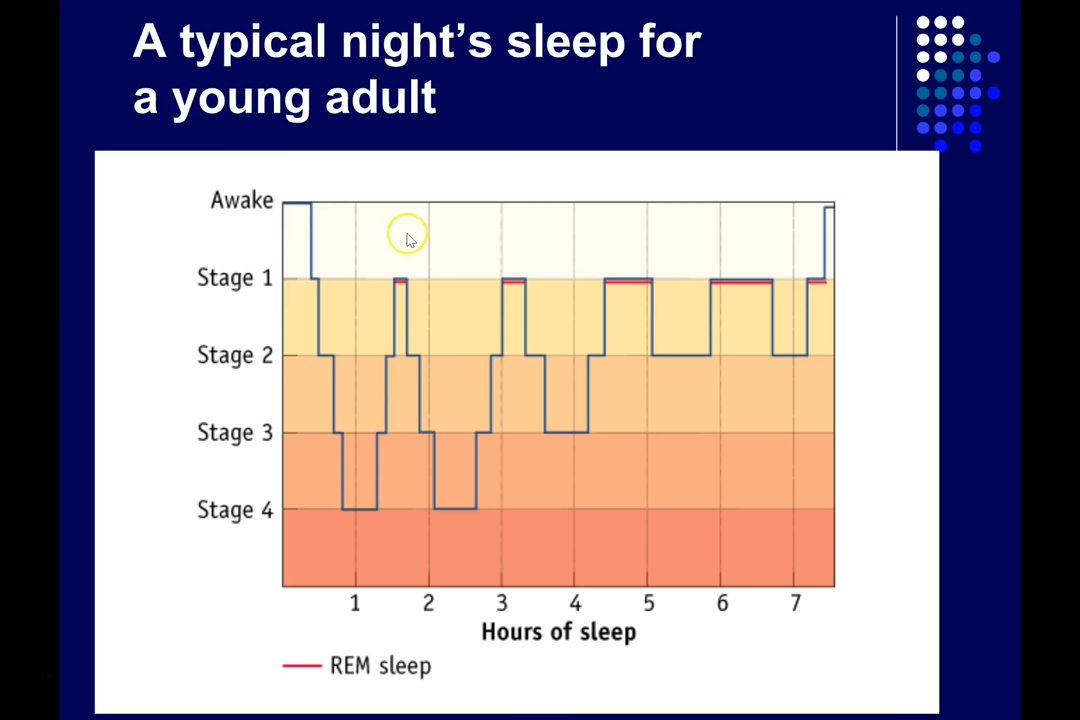 A typical night's sleep for
a young adult
Awake
Stage 1
Stage 2
Stage 3
Stage 4
1 2 3 4 5 6 7
Hours of sleep
REM sleep